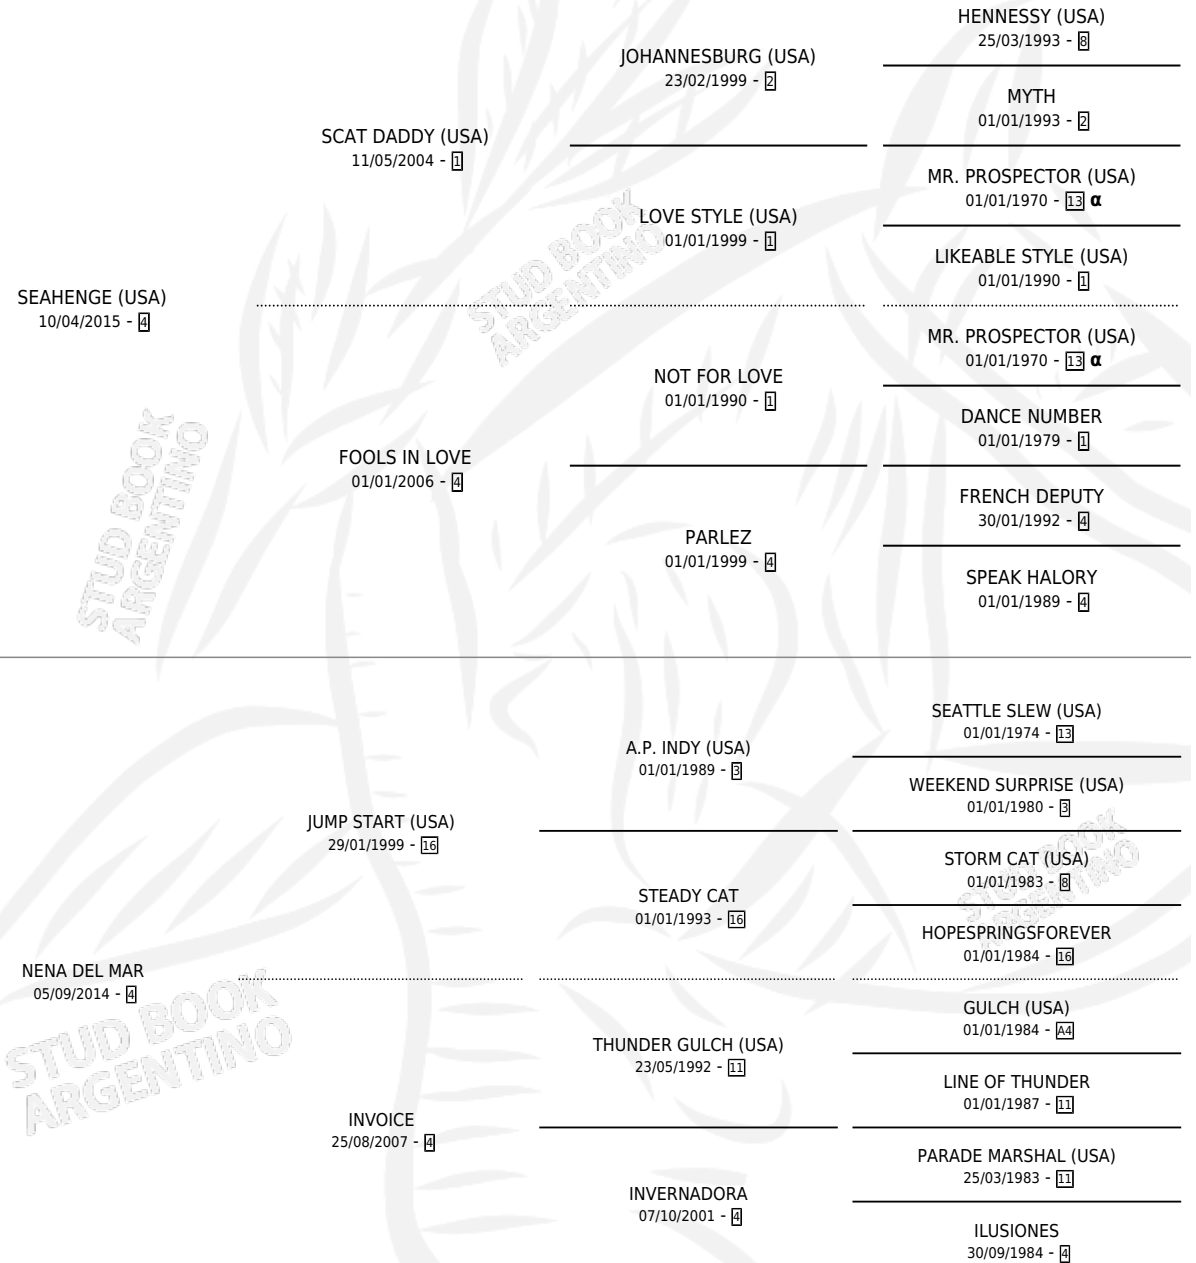 HENNESSY (USA)
25/03/1993 - 8
JOHANNESBURG (USA)
23/02/1999 - 2
MYTH
01/01/1993 - 2
SCAT DADDY (USA)
11/05/2004 - 1
MR. PROSPECTOR (USA)
01/01/1970 - 13 α
LOVE STYLE (USA)
01/01/1999 - 1
LIKEABLE STYLE (USA)
01/01/1990 - 1
STUD BOOK
ARGENTINO
SEAHENGE (USA)
10/04/2015 - 4
MR. PROSPECTOR (USA)
01/01/1970 - 13 α
NOT FOR LOVE
01/01/1990 - 1
DANCE NUMBER
01/01/1979 - 1
FOOLS IN LOVE
01/01/2006 - 4
FRENCH DEPUTY
30/01/1992 - 4
PARLEZ
01/01/1999 - 4
SPEAK HALORY
01/01/1989 - 4
STUD BOOK
ARGENTINO
SEATTLE SLEW (USA)
01/01/1974 - 13
A.P. INDY (USA)
01/01/1989 - 3
WEEKEND SURPRISE (USA)
01/01/1980 - 3
JUMP START (USA)
29/01/1999 - 16
STORM CAT (USA)
01/01/1983 - 8
STUD BOOK
ARGENTINO
STEADY CAT
01/01/1993 - 16
HOPESPRINGSFOREVER
01/01/1984 - 16
NENA DEL MAR
05/09/2014 - 4
STUD BOOK
ARGENTINO
GULCH (USA)
01/01/1984 - A4
THUNDER GULCH (USA)
23/05/1992 - 11
LINE OF THUNDER
01/01/1987 - 11
INVOICE
25/08/2007 - 4
PARADE MARSHAL (USA)
25/03/1983 - 11
INVERNADORA
07/10/2001 - 4
ILUSIONES
30/09/1984 - 4